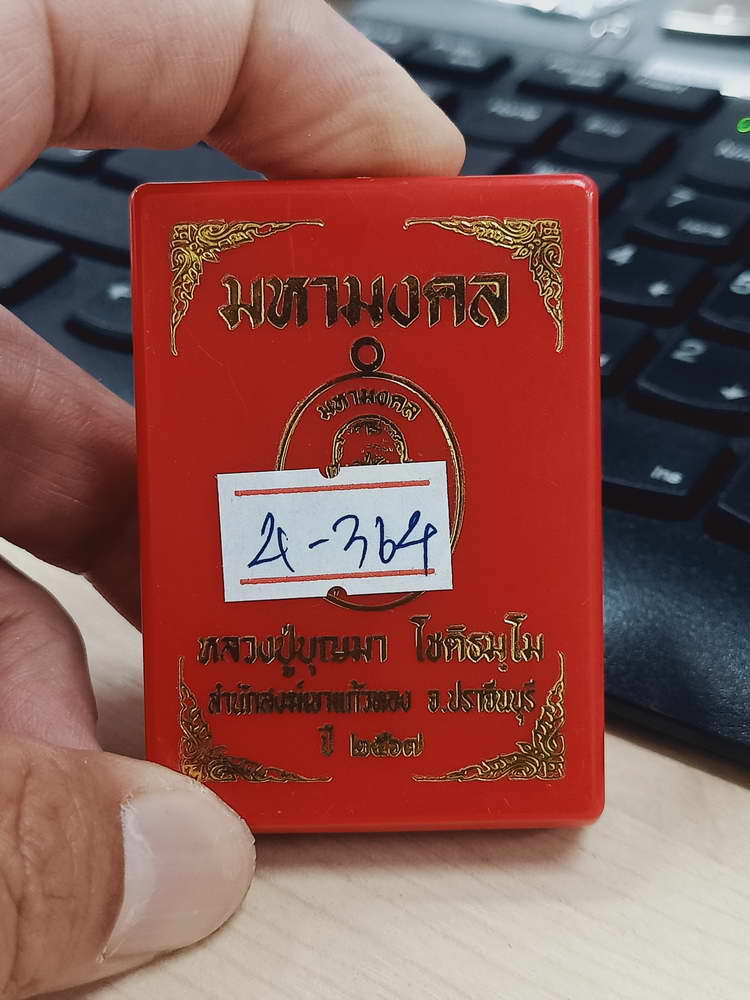 มหามงคล
มหามงคล
4-364
หลวงปู่บุญมา โชติธมฺโม
สำนักสงฆ์เขาแก้วทอง จ.ปราจีนบุรี
ปี ๒๕๖๗
Ins